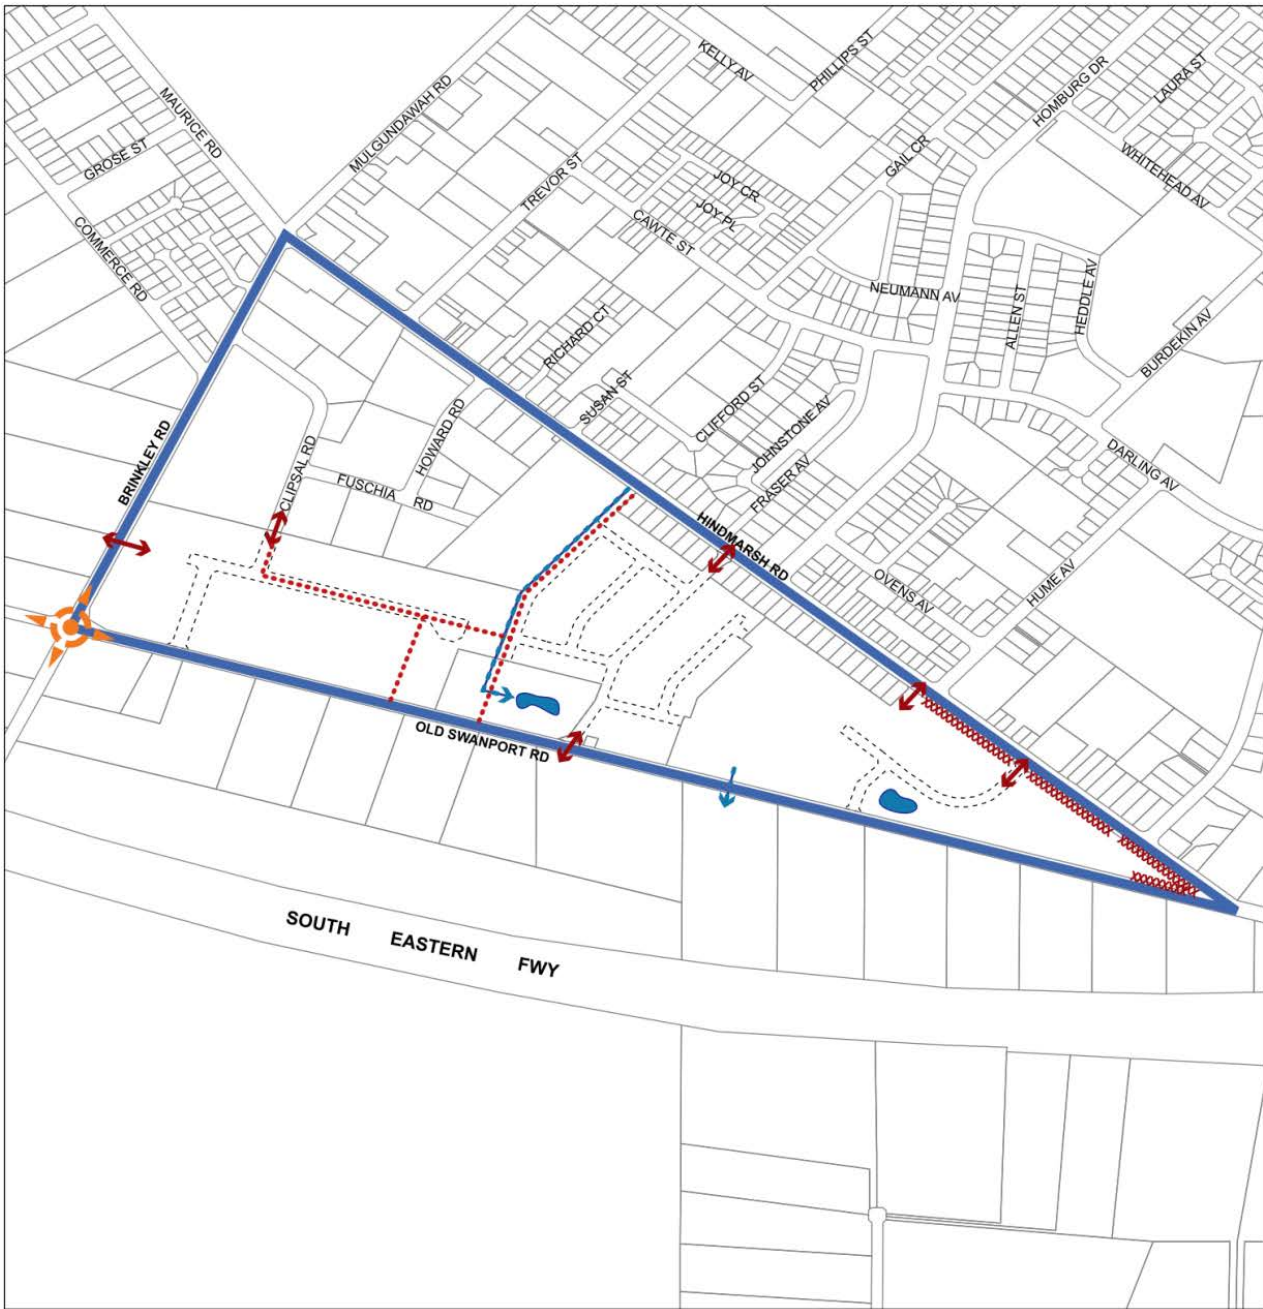 KELLY AV
PHILLIPS ST
HOMBURG DR
LAURA ST
MAURICE RD
MULGUNDAWAH RD
GROSE ST
TREVOR ST
GAIL CR
WHITEHEAD AV
JOY CR
JOY PL
COMMERCE RD
CAWTE ST
NEUMANN AV
ALLEN ST
HEDDLE AV
RICHARD CT
BURDEKIN AV
SUSAN ST
CLIFFORD ST
JOHNSTONE AV
BRINKLEY RD
HOWARD RD
CLIPSAL RD
FUSCHIA RD
FRASER AV
DARLING AV
HINDMARSH RD
OVENS AV
HUME AV
OLD SWANPORT RD
SOUTH EASTERN FWY